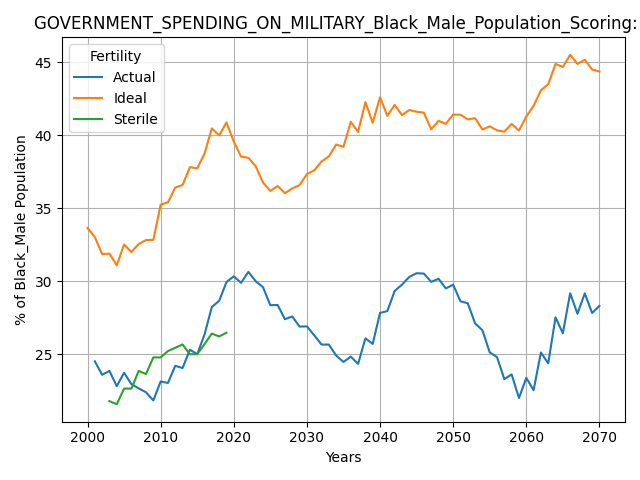 GOVERNMENT_SPENDING_ON_MILITARY_Black_Male_Population_Scoring:
Fertility
Actual
Ideal
Sterile
% of Black_Male Population
45
40
35
30
25
2000 2010 2020 2030 2040 2050 2060 2070
Years